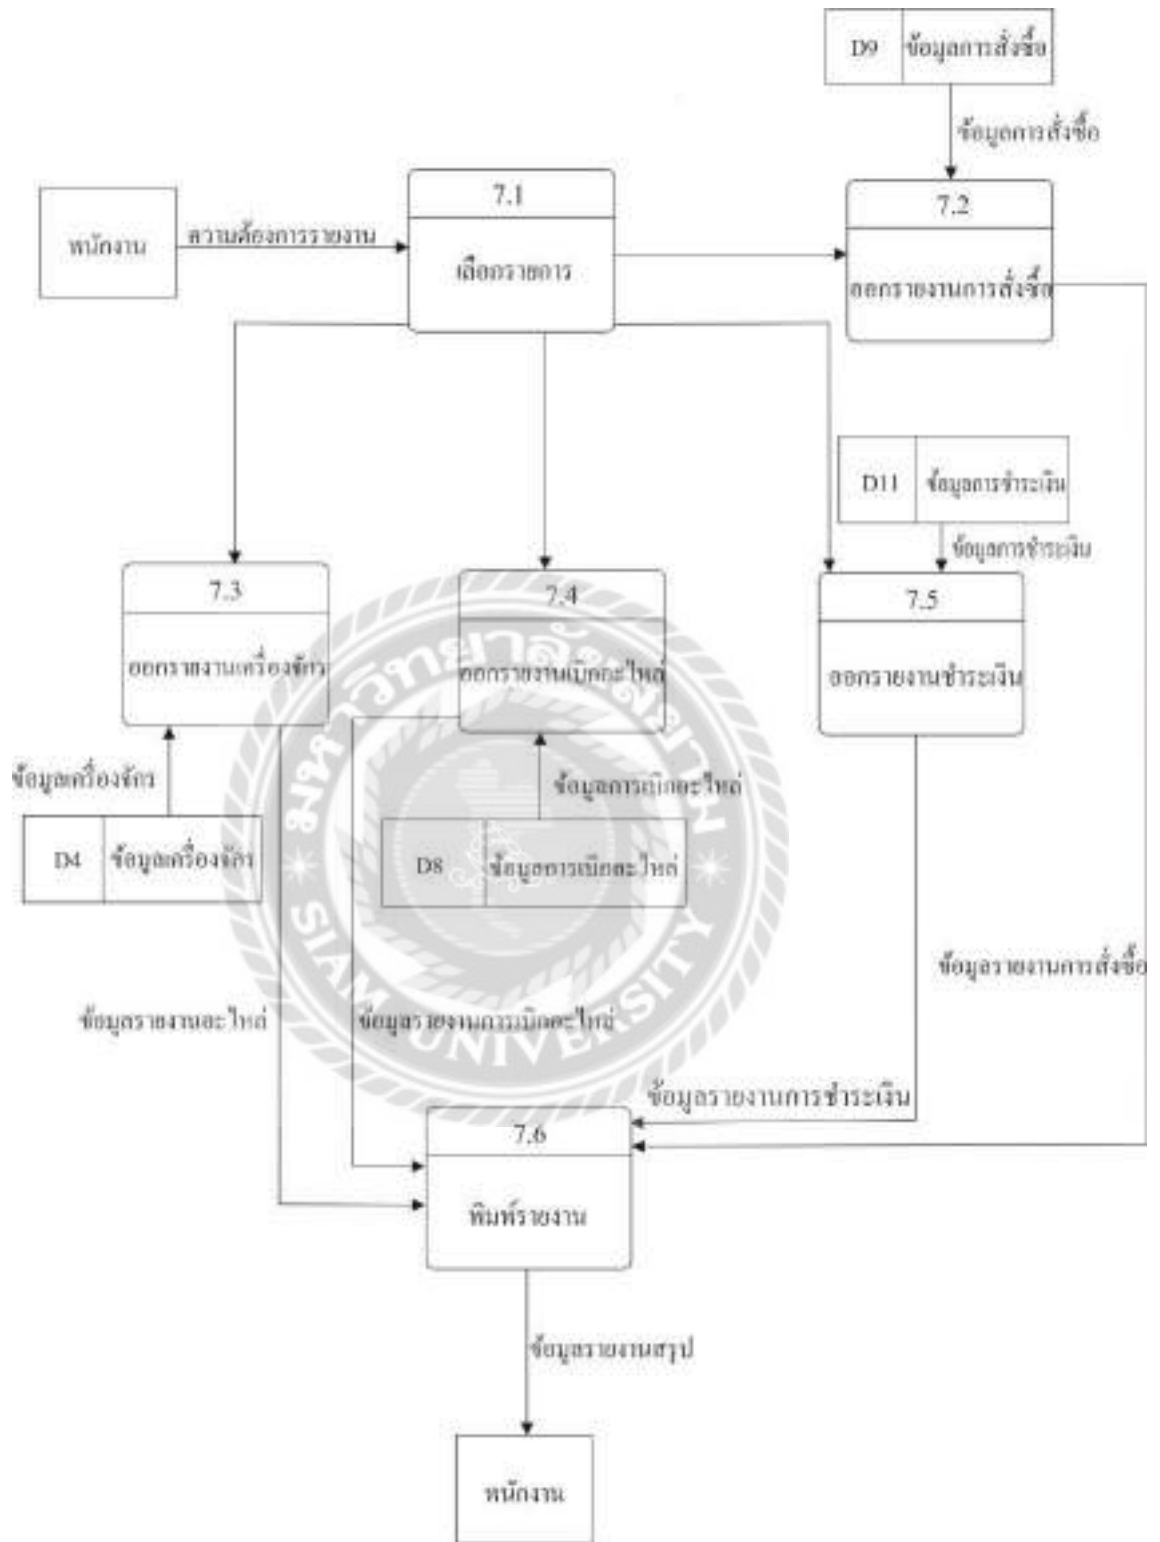 D9 ข้อมูลการสั่งซื้อ
ข้อมูลการสั่งซื้อ
พนักงาน
ความต้องการรายงาน
7.1
เลือกรายการ
7.2
ออกรายงานการสั่งซื้อ
D11 ข้อมูลการชำระเงิน
ข้อมูลการชำระเงิน
7.3
ออกรายงานเครื่องจักร
7.4
ออกรายงานเบิกอะไหล่
7.5
ออกรายงานชำระเงิน
ข้อมูลเครื่องจักร
D4 ข้อมูลเครื่องจักร
ข้อมูลการเบิกอะไหล่
D8 ข้อมูลการเบิกอะไหล่
มหาวิทยาลัยสยาม
SIAM UNIVERSITY
ข้อมูลรายงานการสั่งซื้อ
ข้อมูลรายงานอะไหล่
ข้อมูลรายงานการเบิกอะไหล่
ข้อมูลรายงานการชำระเงิน
7.6
พิมพ์รายงาน
ข้อมูลรายงานสรุป
พนักงาน